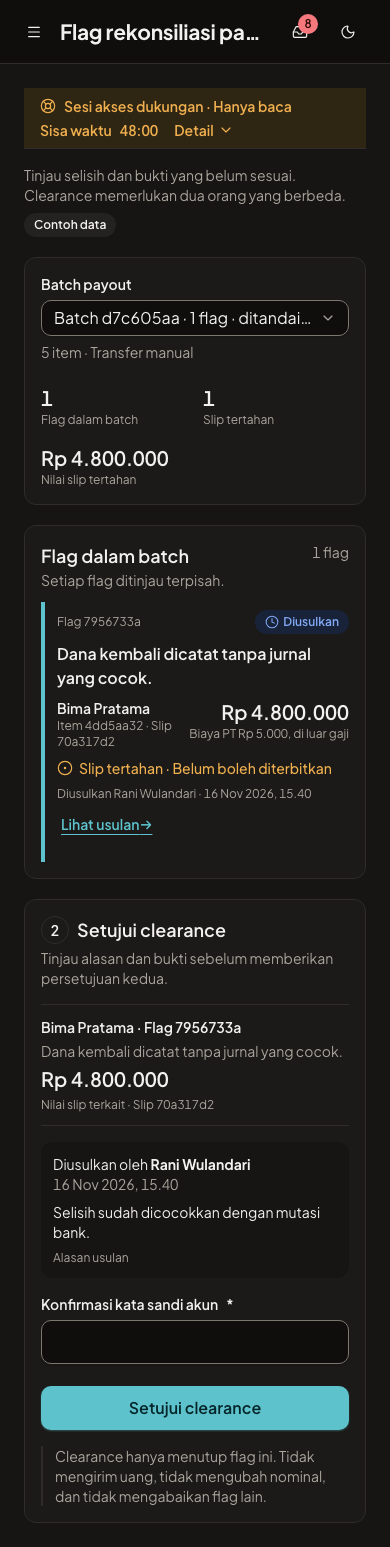 Flag rekonsiliasi pa…
8
Sesi akses dukungan · Hanya baca
Sisa waktu 48:00 Detail
Tinjau selisih dan bukti yang belum sesuai.
Clearance memerlukan dua orang yang berbeda.
Contoh data
Batch payout
Batch d7c605aa · 1 flag · ditandai…
5 item · Transfer manual
1
Flag dalam batch
1
Slip tertahan
Rp 4.800.000
Nilai slip tertahan
Flag dalam batch
1 flag
Setiap flag ditinjau terpisah.
Flag 7956733a
Diusulkan
Dana kembali dicatat tanpa jurnal
yang cocok.
Bima Pratama
Item 4dd5aa32 · Slip
70a317d2
Rp 4.800.000
Biaya PT Rp 5.000, di luar gaji
Slip tertahan · Belum boleh diterbitkan
Diusulkan Rani Wulandari · 16 Nov 2026, 15.40
Lihat usulan→
2 Setujui clearance
Tinjau alasan dan bukti sebelum memberikan
persetujuan kedua.
Bima Pratama · Flag 7956733a
Dana kembali dicatat tanpa jurnal yang cocok.
Rp 4.800.000
Nilai slip terkait · Slip 70a317d2
Diusulkan oleh Rani Wulandari
16 Nov 2026, 15.40
Selisih sudah dicocokkan dengan mutasi
bank.
Alasan usulan
Konfirmasi kata sandi akun *
Setujui clearance
Clearance hanya menutup flag ini. Tidak
mengirim uang, tidak mengubah nominal,
dan tidak mengabaikan flag lain.